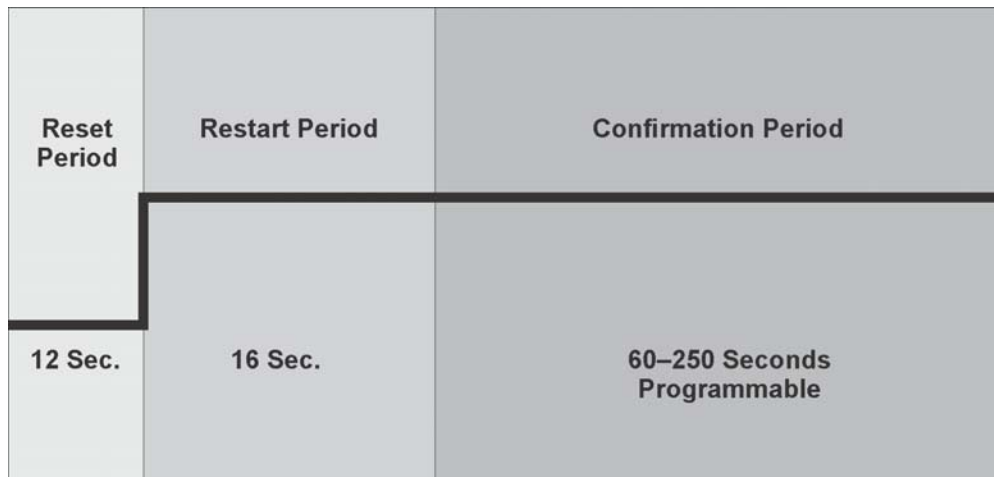 Reset
Period
Restart Period
Confirmation Period
12 Sec.
16 Sec.
60–250 Seconds
Programmable